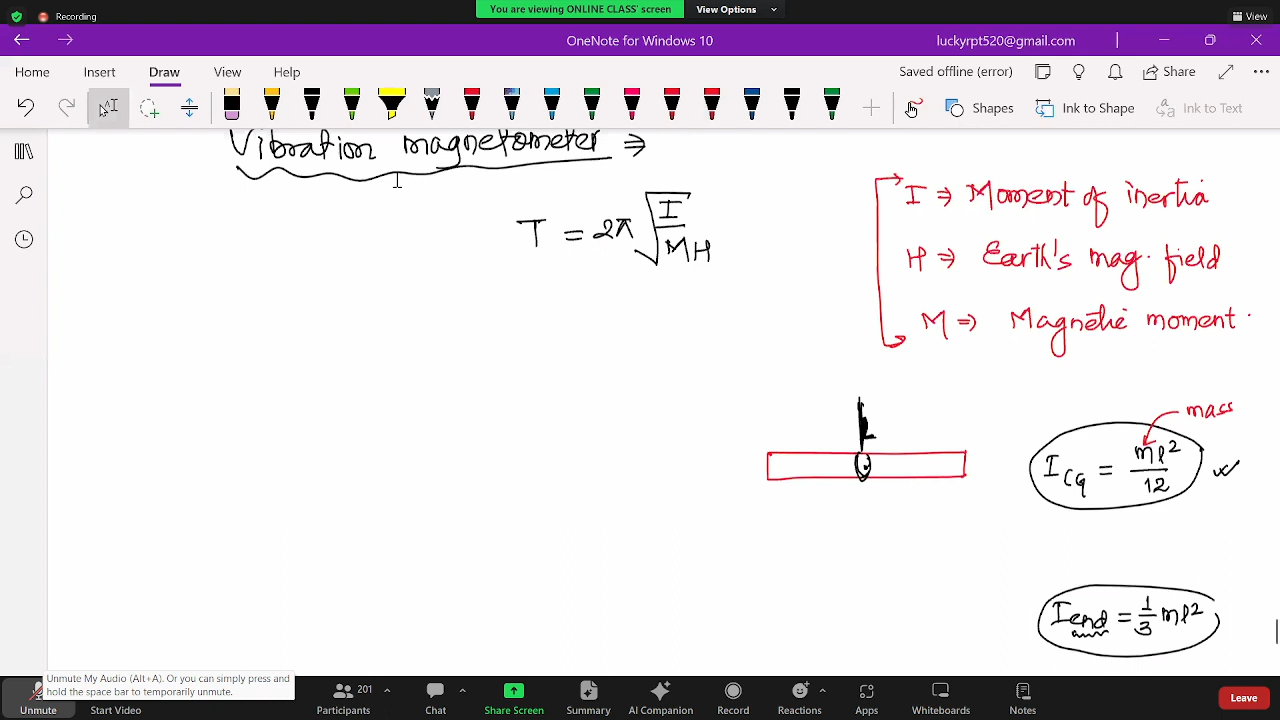 You are viewing ONLINE CLASS' screen
View Options
Recording
View
OneNote for Windows 10
luckyrpt520@gmail.com
Home Insert Draw View Help
Saved offline (error)
Share
Shapes
Ink to Shape
Ink to Text
Vibration magnetometer ⇒
T = 2π √(I/MH)
I ⇒ Moment of inertia
H ⇒ Earth's mag. field
M ⇒ Magnetic moment.
mass
I_CG = ml²/12
I_end = 1/3 ml²
Unmute My Audio (Alt+A). Or you can simply press and
hold the space bar to temporarily unmute.
201
Unmute Start Video Participants Chat Share Screen Summary AI Companion Record Reactions Apps Whiteboards Notes
Leave